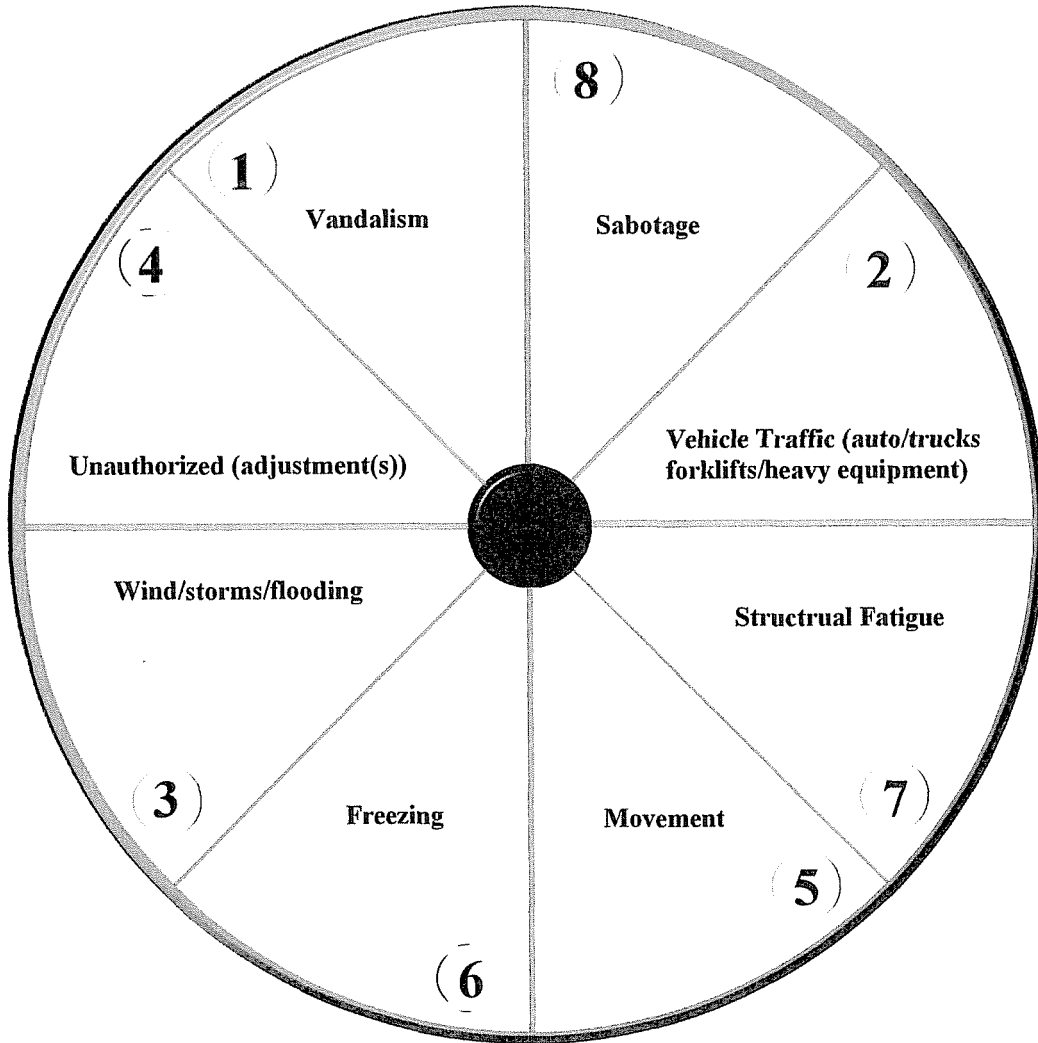 (8)
(1)
Vandalism
Sabotage
(4)
(2)
Unauthorized (adjustment(s))
Vehicle Traffic (auto/trucks
forklifts/heavy equipment)
Wind/storms/flooding
Structrual Fatigue
(3)
Freezing
Movement
(7)
(5)
(6)